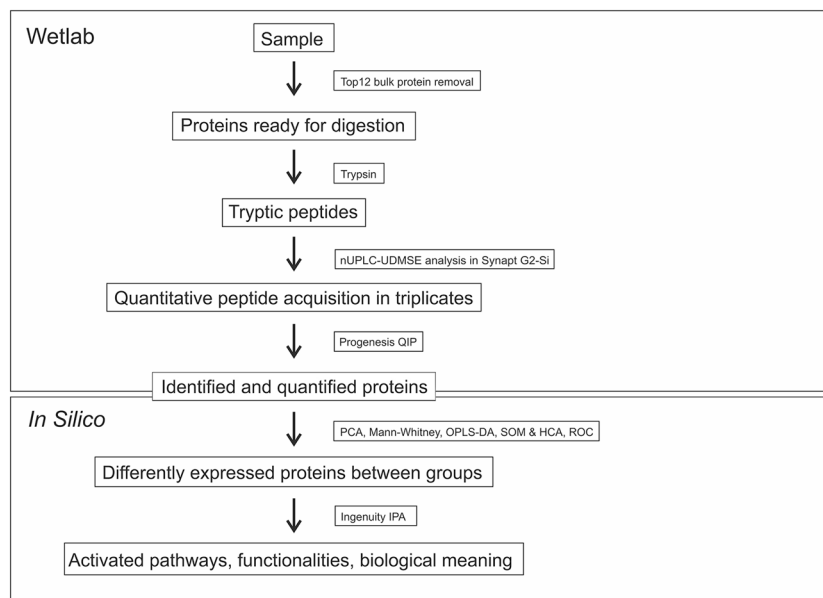 Wetlab
Sample
Top12 bulk protein removal
Proteins ready for digestion
Trypsin
Tryptic peptides
nUPLC-UDMSE analysis in Synapt G2-Si
Quantitative peptide acquisition in triplicates
Progenesis QIP
Identified and quantified proteins
In Silico
PCA, Mann-Whitney, OPLS-DA, SOM & HCA, ROC
Differently expressed proteins between groups
Ingenuity IPA
Activated pathways, functionalities, biological meaning